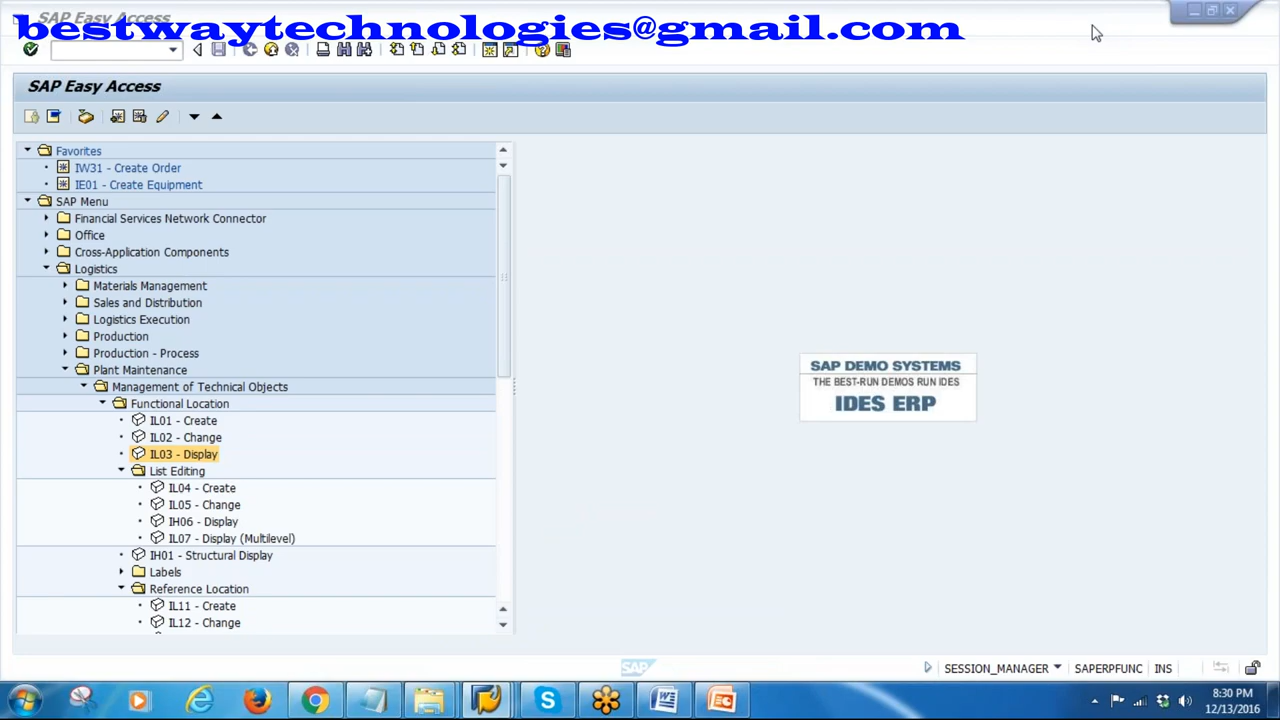 SAP Easy Access
bestwaytechnologies@gmail.com
SAP Easy Access
Favorites
IW31 - Create Order
IE01 - Create Equipment
SAP Menu
Financial Services Network Connector
Office
Cross-Application Components
Logistics
Materials Management
Sales and Distribution
Logistics Execution
Production
Production - Process
Plant Maintenance
Management of Technical Objects
Functional Location
IL01 - Create
IL02 - Change
IL03 - Display
List Editing
IL04 - Create
IL05 - Change
IH06 - Display
IL07 - Display (Multilevel)
IH01 - Structural Display
Labels
Reference Location
IL11 - Create
IL12 - Change
SAP DEMO SYSTEMS
THE BEST-RUN DEMOS RUN IDES
IDES ERP
SAP
SESSION_MANAGER
SAPERPFUNC
INS
8:30 PM
12/13/2016